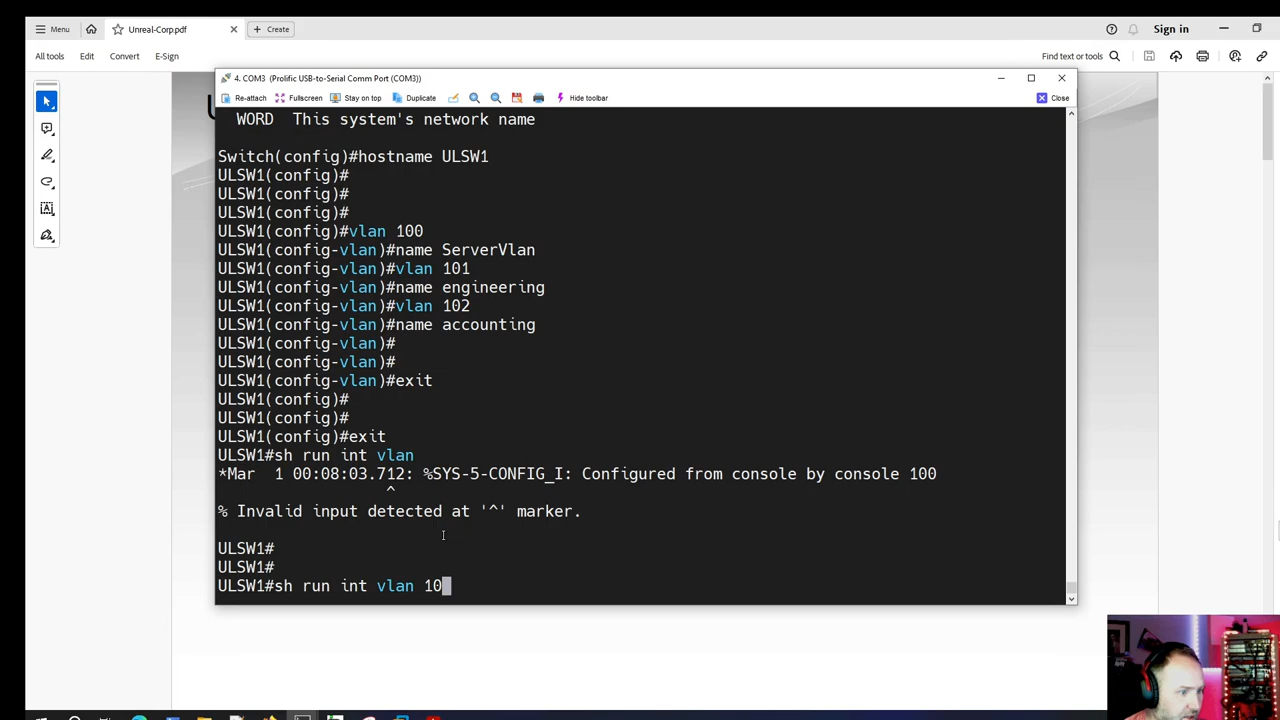 Menu
Unreal-Corp.pdf
Create
Sign in
All tools
Edit
Convert
E-Sign
Find text or tools
4. COM3 (Prolific USB-to-Serial Comm Port (COM3))
Re-attach
Fullscreen
Stay on top
Duplicate
Hide toolbar
Close
WORD  This system's network name
Switch(config)#hostname ULSW1
ULSW1(config)#
ULSW1(config)#
ULSW1(config)#
ULSW1(config)#vlan 100
ULSW1(config-vlan)#name ServerVlan
ULSW1(config-vlan)#vlan 101
ULSW1(config-vlan)#name engineering
ULSW1(config-vlan)#vlan 102
ULSW1(config-vlan)#name accounting
ULSW1(config-vlan)#
ULSW1(config-vlan)#
ULSW1(config-vlan)#exit
ULSW1(config)#
ULSW1(config)#
ULSW1(config)#exit
ULSW1#sh run int vlan
*Mar  1 00:08:03.712: %SYS-5-CONFIG_I: Configured from console by console 100
^
% Invalid input detected at '^' marker.
ULSW1#
ULSW1#
ULSW1#sh run int vlan 10